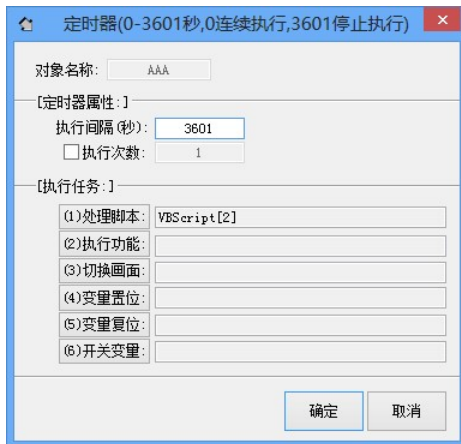 定时器(0-3601秒,0连续执行,3601停止执行)
对象名称: AAA
[定时器属性:]
执行间隔(秒): 3601
执行次数: 1
[执行任务:]
(1)处理脚本: VBScript[2]
(2)执行功能:
(3)切换画面:
(4)变量置位:
(5)变量复位:
(6)开关变量:
确定 取消